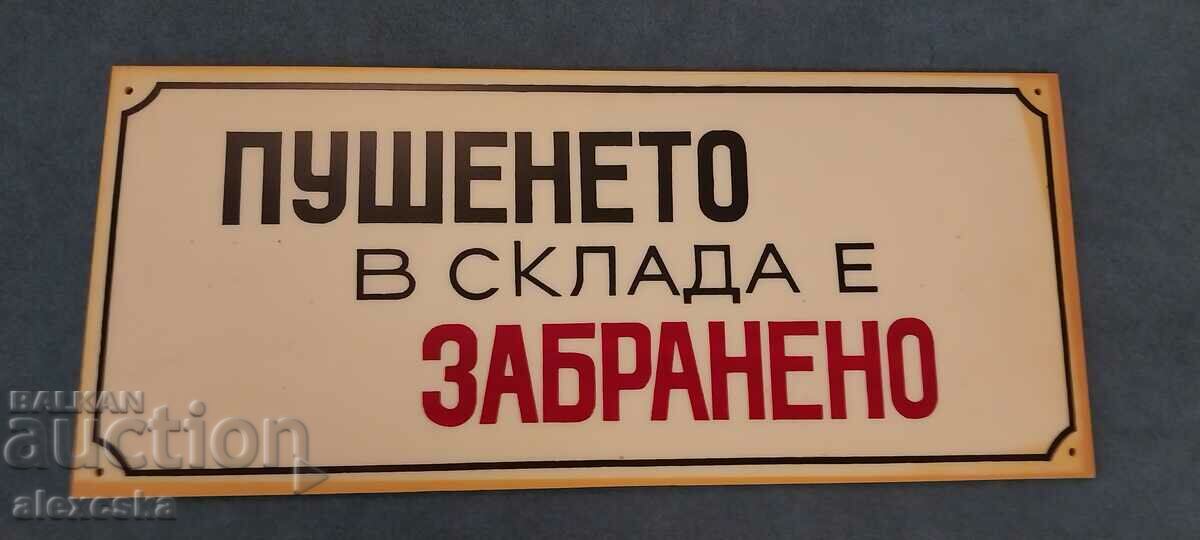 ПУШЕНЕТО
В СКЛАДА Е
ЗАБРАНЕНО
BALKAN
auction
alexcska